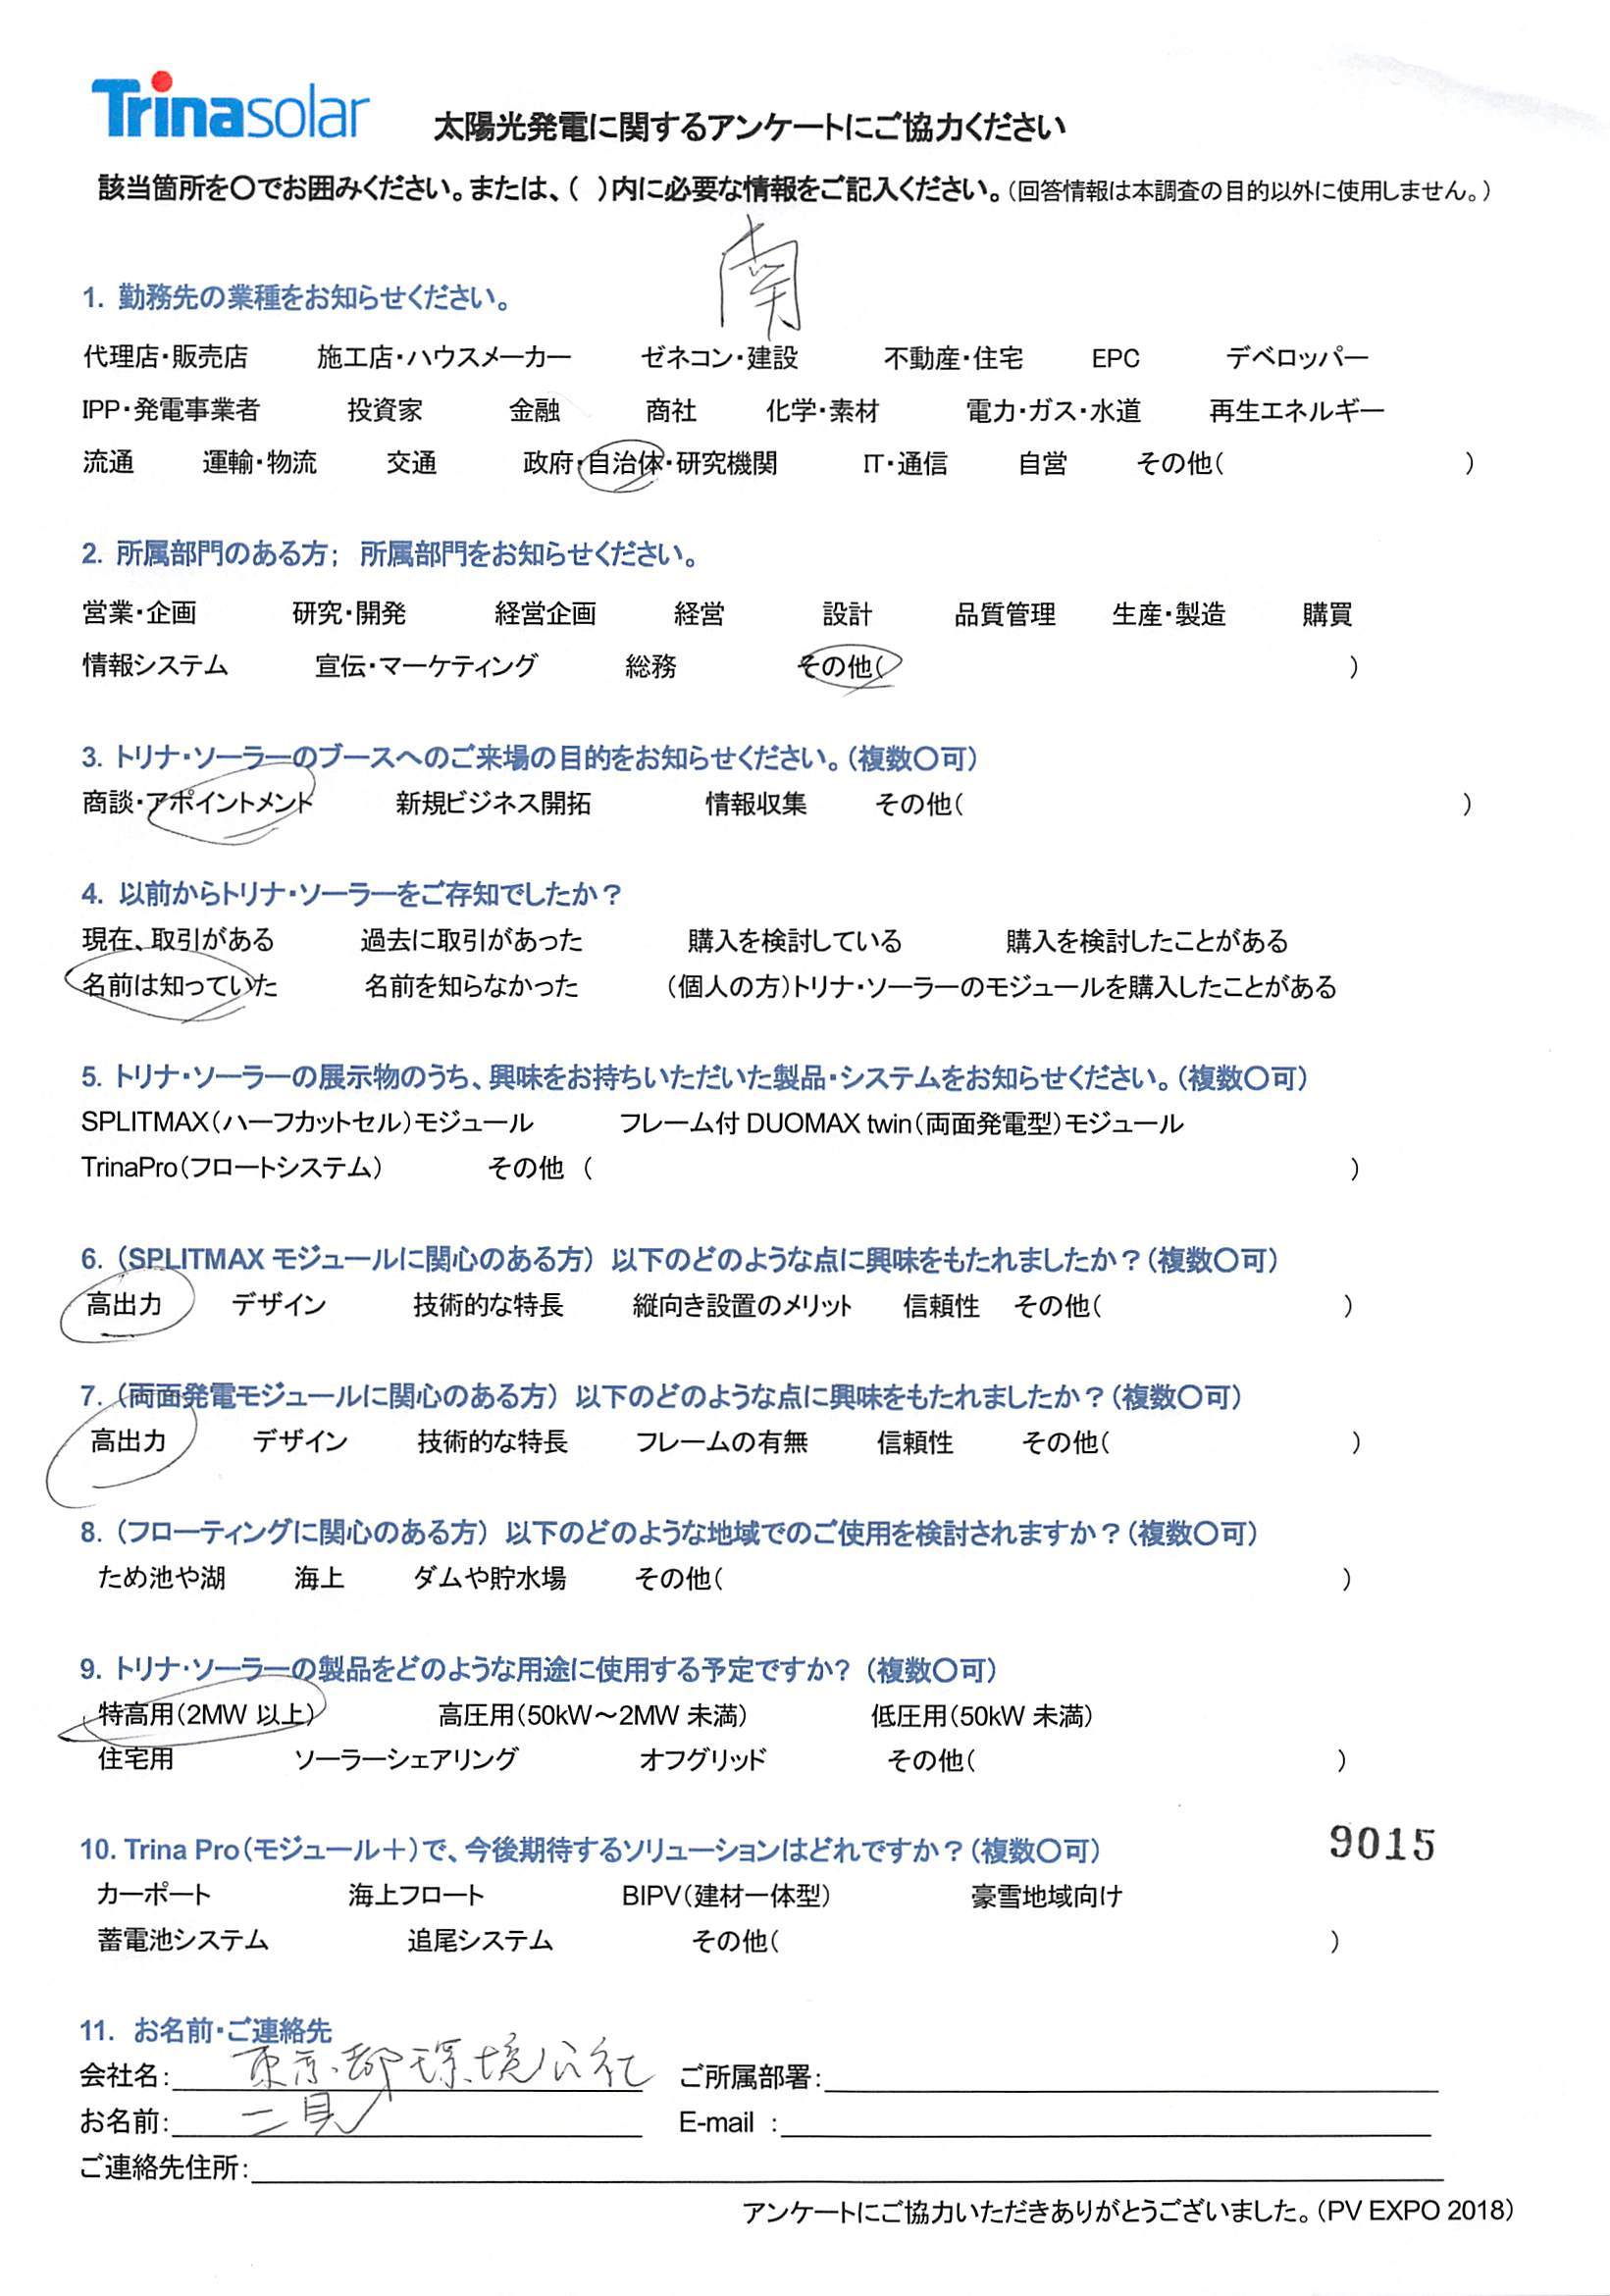 Trinasolar
太陽光発電に関するアンケートにご協力ください
該当箇所を〇でお囲みください。または、( )内に必要な情報をご記入ください。(回答情報は本調査の目的以外に使用しません。)
南
1. 勤務先の業種をお知らせください。
代理店・販売店 施工店・ハウスメーカー ゼネコン・建設 不動産・住宅 EPC デベロッパー
IPP・発電事業者 投資家 金融 商社 化学・素材 電力・ガス・水道 再生エネルギー
流通 運輸・物流 交通 政府・自治体・研究機関 IT・通信 自営 その他( )
2. 所属部門のある方; 所属部門をお知らせください。
営業・企画 研究・開発 経営企画 経営 設計 品質管理 生産・製造 購買
情報システム 宣伝・マーケティング 総務 その他( )
3. トリナ・ソーラーのブースへのご来場の目的をお知らせください。(複数〇可)
商談・アポイントメント 新規ビジネス開拓 情報収集 その他( )
4. 以前からトリナ・ソーラーをご存知でしたか?
現在、取引がある 過去に取引があった 購入を検討している 購入を検討したことがある
名前は知っていた 名前を知らなかった (個人の方)トリナ・ソーラーのモジュールを購入したことがある
5. トリナ・ソーラーの展示物のうち、興味をお持ちいただいた製品・システムをお知らせください。(複数〇可)
SPLITMAX(ハーフカットセル)モジュール フレーム付 DUOMAX twin(両面発電型)モジュール
TrinaPro(フロートシステム) その他 ( )
6. (SPLITMAX モジュールに関心のある方) 以下のどのような点に興味をもたれましたか?(複数〇可)
高出力 デザイン 技術的な特長 縦向き設置のメリット 信頼性 その他( )
7. (両面発電モジュールに関心のある方) 以下のどのような点に興味をもたれましたか?(複数〇可)
高出力 デザイン 技術的な特長 フレームの有無 信頼性 その他( )
8. (フローティングに関心のある方) 以下のどのような地域でのご使用を検討されますか?(複数〇可)
ため池や湖 海上 ダムや貯水場 その他( )
9. トリナ・ソーラーの製品をどのような用途に使用する予定ですか? (複数〇可)
特高用(2MW 以上) 高圧用(50kW~2MW 未満) 低圧用(50kW 未満)
住宅用 ソーラーシェアリング オフグリッド その他( )
10. Trina Pro(モジュール+)で、今後期待するソリューションはどれですか?(複数〇可) 9015
カーポート 海上フロート BIPV(建材一体型) 豪雪地域向け
蓄電池システム 追尾システム その他( )
11. お名前・ご連絡先
会社名: 東京都環境公社 ご所属部署:
お名前: 二見 E-mail :
ご連絡先住所:
アンケートにご協力いただきありがとうございました。(PV EXPO 2018)